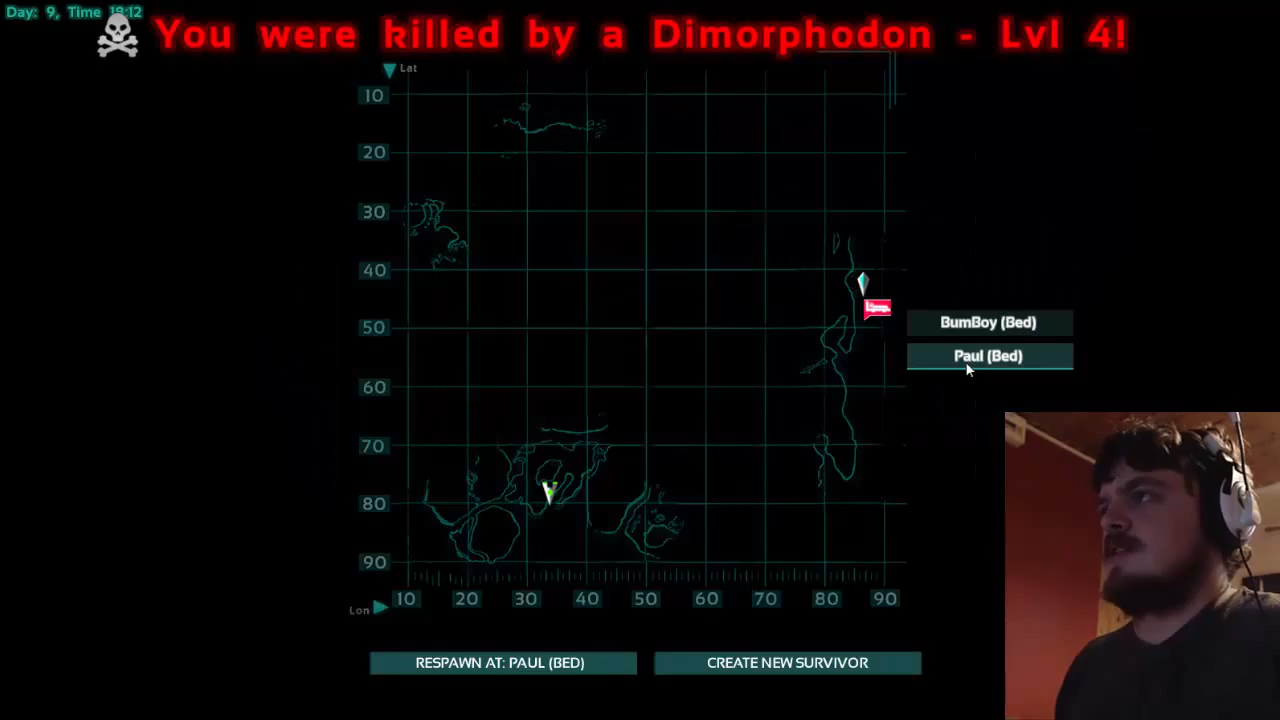 Day: 9, Time 19:12
You were killed by a Dimorphodon - Lvl 4!
Lat
10
20
30
40
50
60
70
80
90
BumBoy (Bed)
Paul (Bed)
Lon
10 20 30 40 50 60 70 80 90
RESPAWN AT: PAUL (BED)
CREATE NEW SURVIVOR